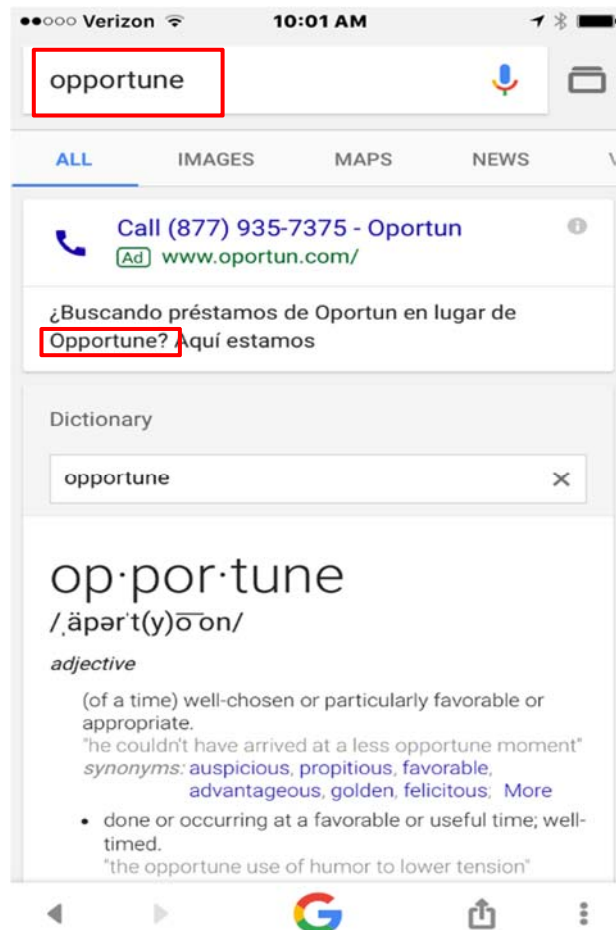 Verizon 10:01 AM
opportune
ALL IMAGES MAPS NEWS
Call (877) 935-7375 - Oportun
Ad www.oportun.com/
¿Buscando préstamos de Oportun en lugar de
Opportune? Aquí estamos
Dictionary
opportune
op·por·tune
/ˌäpərˈt(y)o͞on/
adjective
(of a time) well-chosen or particularly favorable or
appropriate.
"he couldn't have arrived at a less opportune moment"
synonyms: auspicious, propitious, favorable,
advantageous, golden, felicitous; More
• done or occurring at a favorable or useful time; well-
timed.
"the opportune use of humor to lower tension"